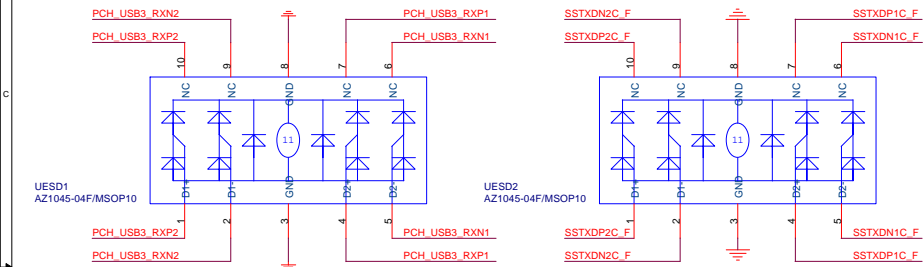 PCH_USB3_RXN2
PCH_USB3_RXP1
SSTXDN2C_F
SSTXDP1C_F
PCH_USB3_RXP2
PCH_USB3_RXN1
SSTXDP2C_F
SSTXDN1C_F
10 9 8 7 6
10 9 8 7 6
NC NC GND NC NC
NC NC GND NC NC
C
11
11
UESD1
AZ1045-04F/MSOP10
UESD2
AZ1045-04F/MSOP10
D1+ D1- GND D2+ D2-
D1+ D1- GND D2+ D2-
1 2 3 4 5
1 2 3 4 5
PCH_USB3_RXP2
PCH_USB3_RXN1
SSTXDP2C_F
SSTXDN1C_F
PCH_USB3_RXN2
PCH_USB3_RXP1
SSTXDN2C_F
SSTXDP1C_F